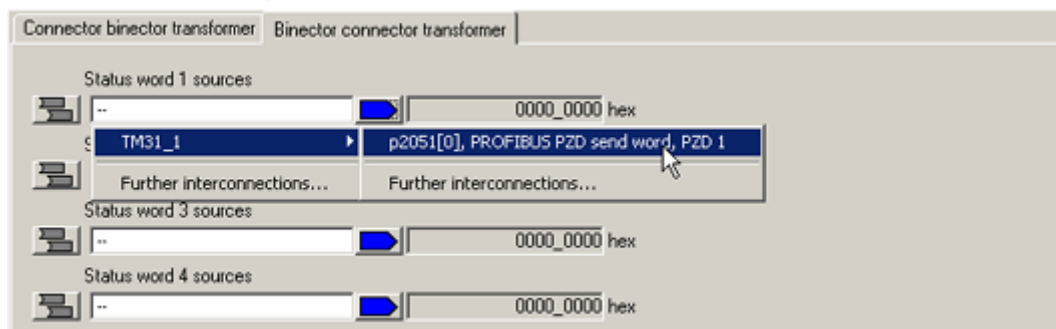 Connector binector transformer Binector connector transformer
Status word 1 sources
-- 0000_0000 hex
TM31_1 p2051[0], PROFIBUS PZD send word, PZD 1
Further interconnections... Further interconnections...
Status word 3 sources
-- 0000_0000 hex
Status word 4 sources
-- 0000_0000 hex